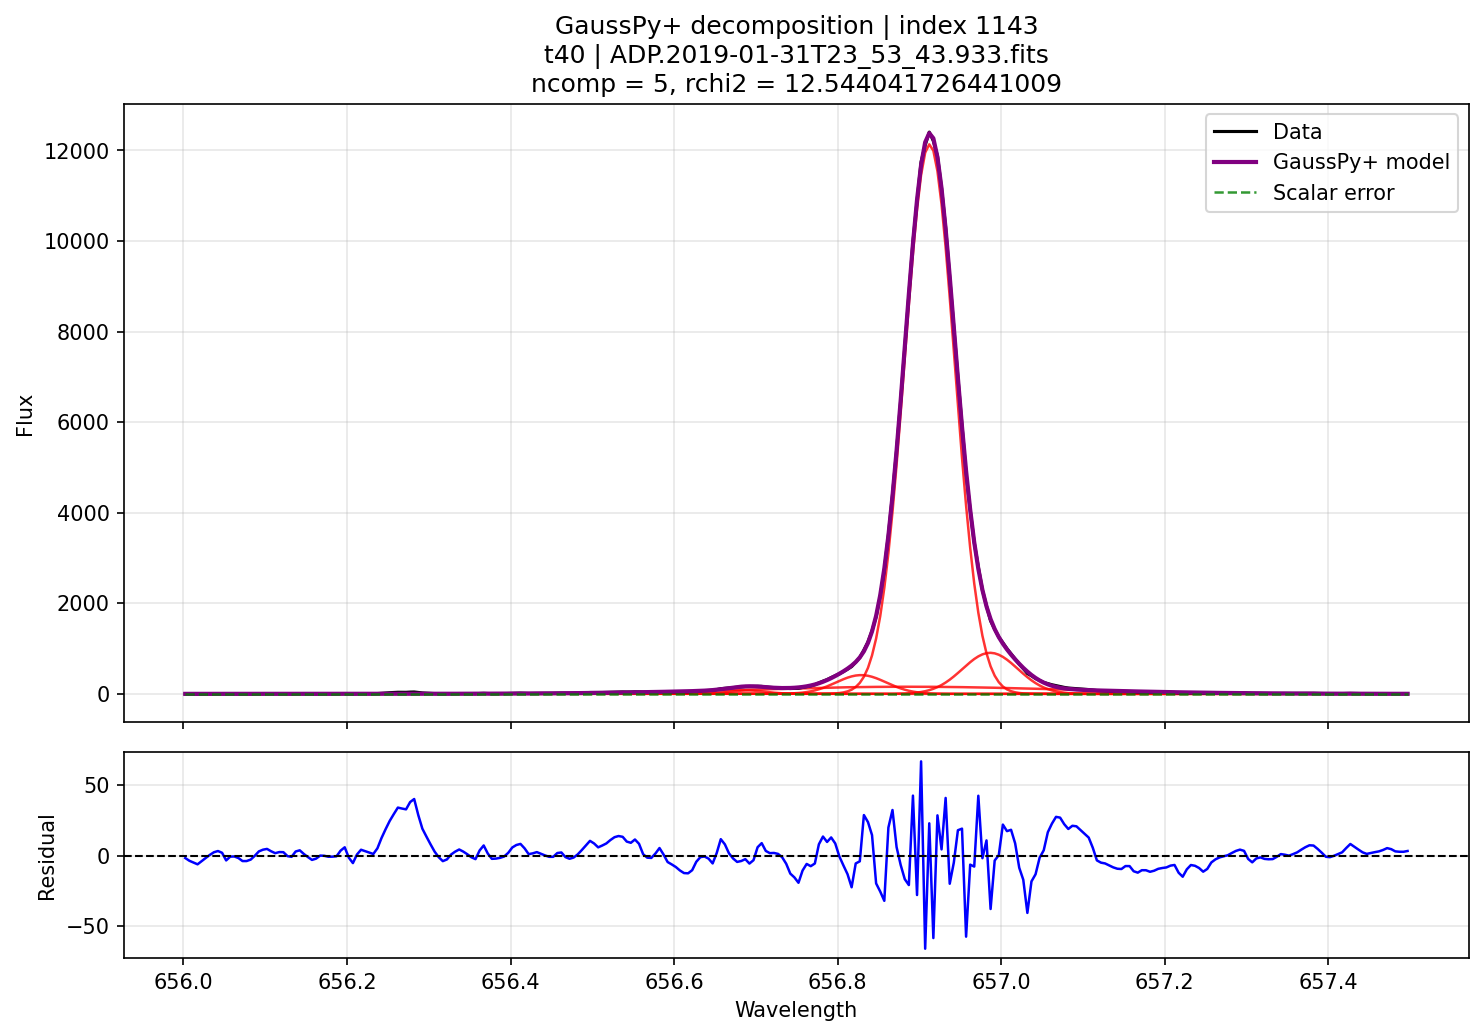 GaussPy+ decomposition | index 1143
t40 | ADP.2019-01-31T23_53_43.933.fits
ncomp = 5, rchi2 = 12.544041726441009
Data
GaussPy+ model
Scalar error
12000
10000
8000
6000
4000
2000
0
Flux
50
0
−50
Residual
656.0
656.2
656.4
656.6
656.8
657.0
657.2
657.4
Wavelength